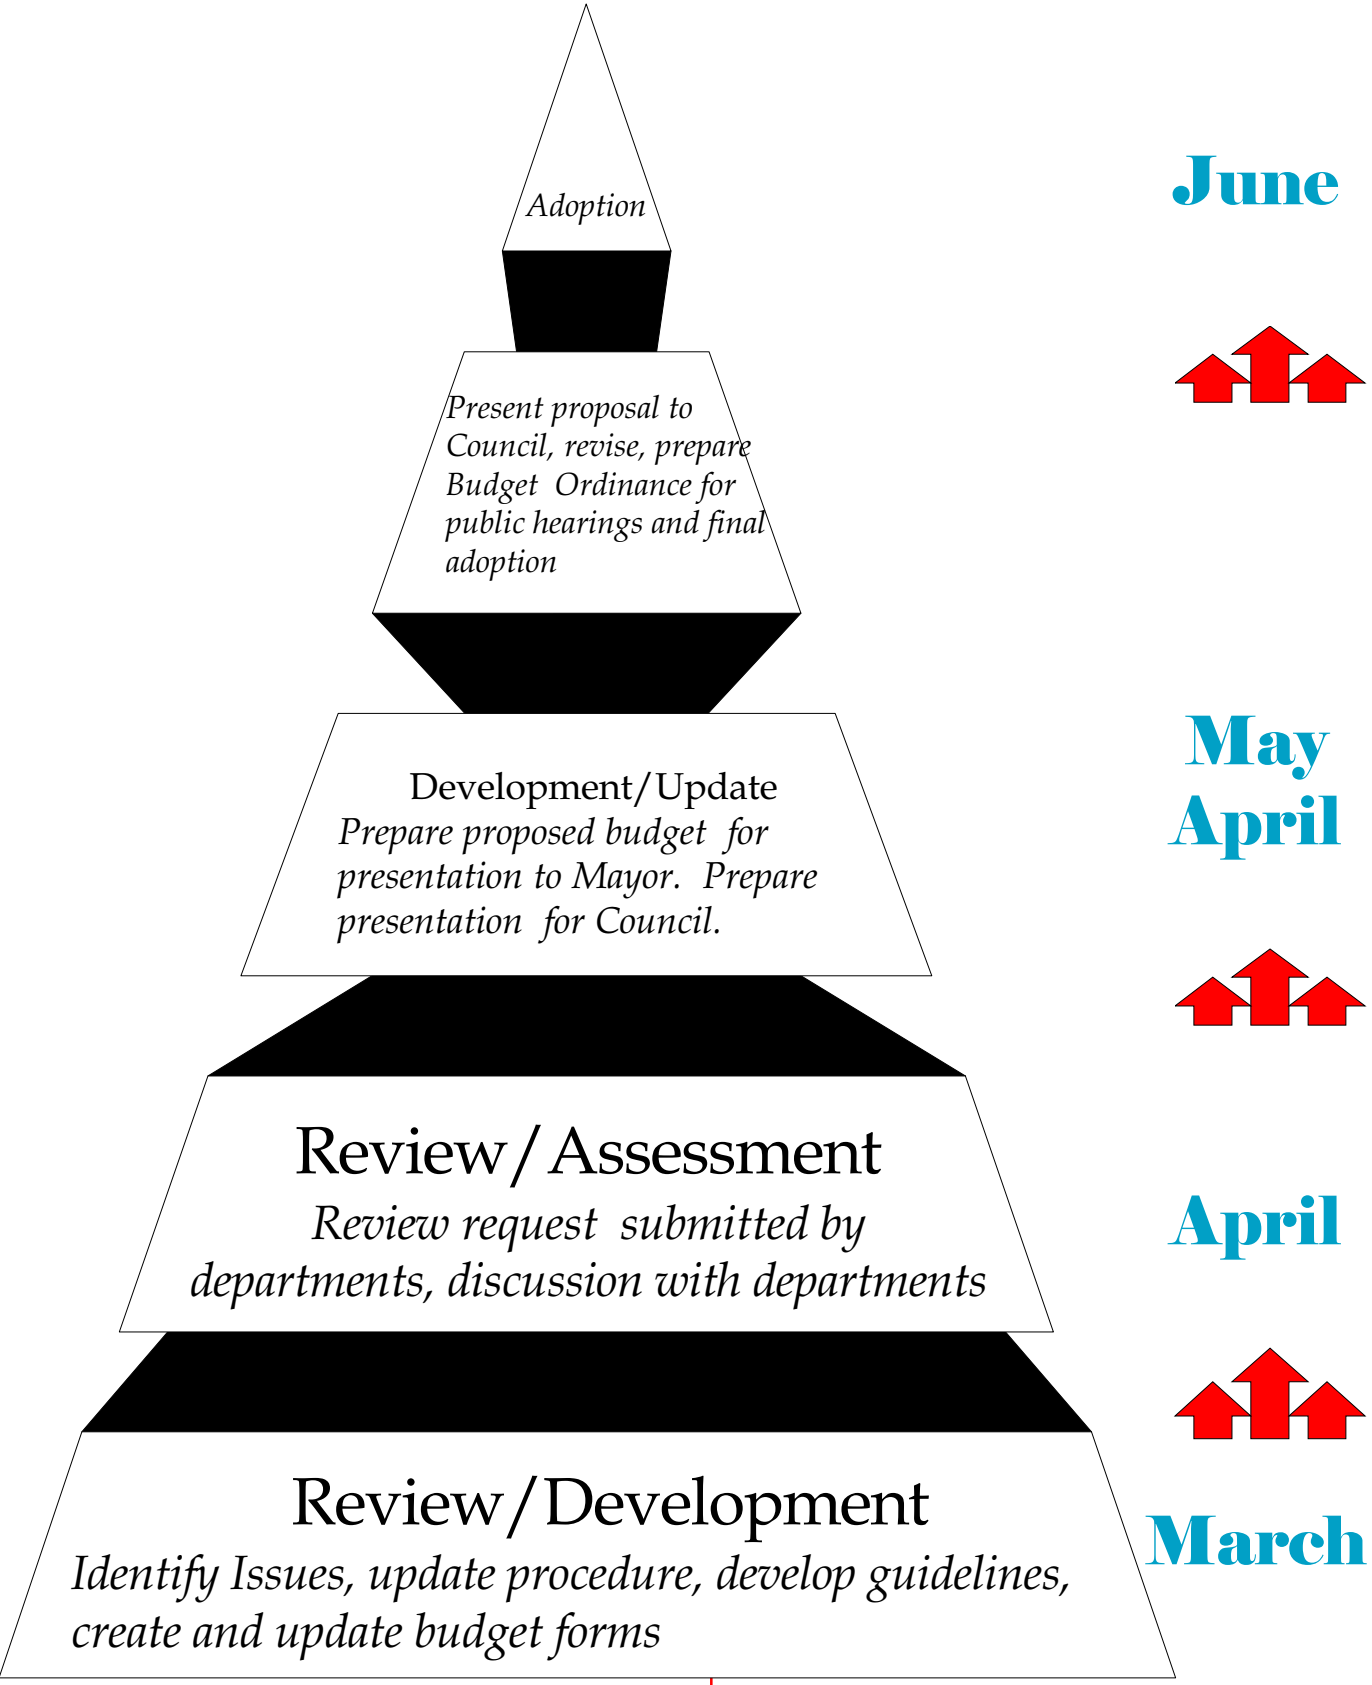 Adoption
June
Present proposal to
Council, revise, prepare
Budget  Ordinance for
public hearings and final
adoption
May
April
Development/Update
Prepare proposed budget  for
presentation to Mayor.  Prepare
presentation  for Council.
Review/Assessment
Review request  submitted by
departments, discussion with departments
April
Review/Development
Identify Issues, update procedure, develop guidelines,
create and update budget forms
March